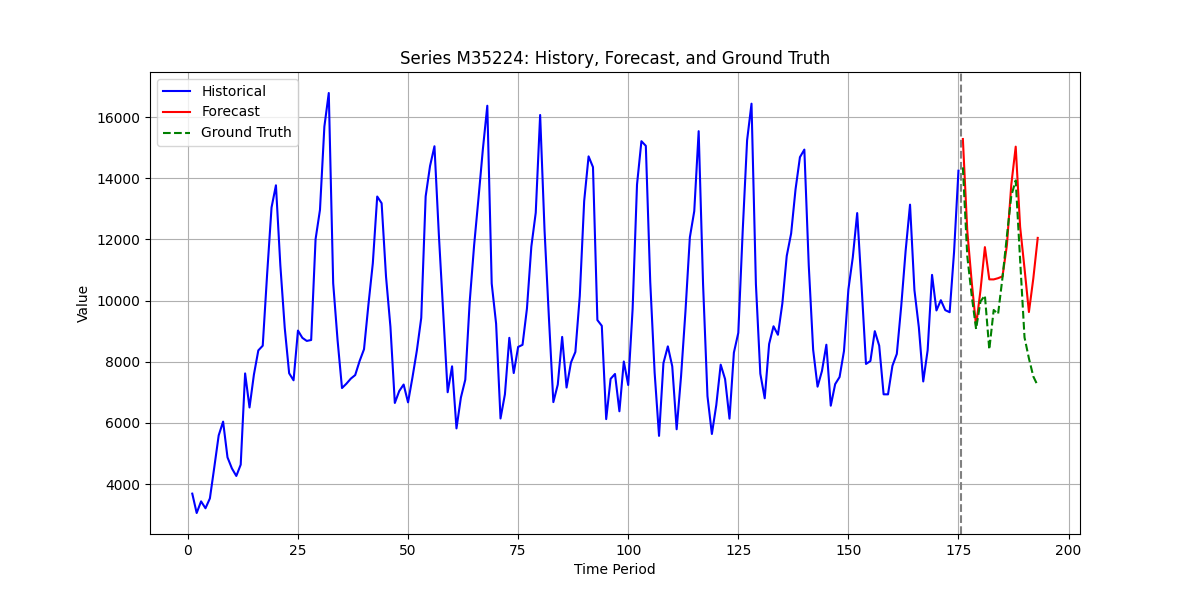 Series M35224: History, Forecast, and Ground Truth
Historical
Forecast
Ground Truth
16000
14000
12000
10000
8000
6000
4000
Value
0 25 50 75 100 125 150 175 200
Time Period